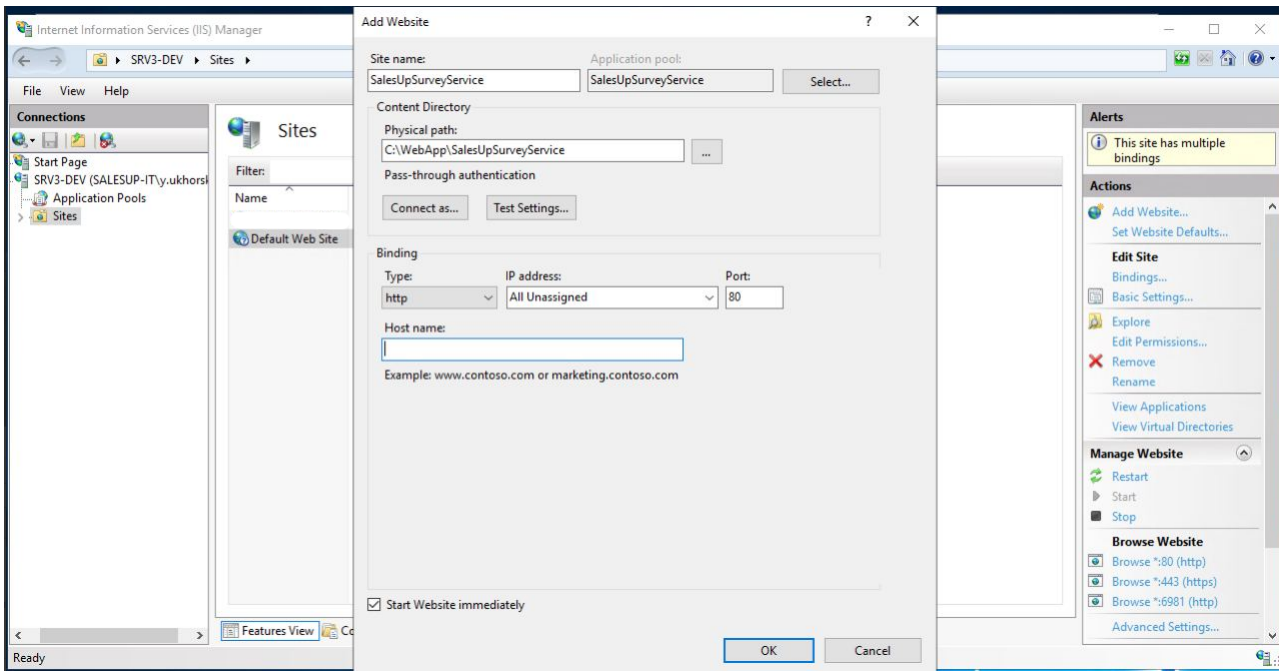 Internet Information Services (IIS) Manager
SRV3-DEV Sites
File View Help
Connections
Start Page
SRV3-DEV (SALESUP-IT\y.ukhorsk
Application Pools
Sites
Sites
Filter:
Name
Default Web Site
Features View
Ready
Add Website
? X
Site name:
Application pool:
SalesUpSurveyService
SalesUpSurveyService
Select...
Content Directory
Physical path:
C:\WebApp\SalesUpSurveyService
...
Pass-through authentication
Connect as...
Test Settings...
Binding
Type:
IP address:
Port:
http
All Unassigned
80
Host name:
Example: www.contoso.com or marketing.contoso.com
Start Website immediately
OK
Cancel
Alerts
This site has multiple
bindings
Actions
Add Website...
Set Website Defaults...
Edit Site
Bindings...
Basic Settings...
Explore
Edit Permissions...
Remove
Rename
View Applications
View Virtual Directories
Manage Website
Restart
Start
Stop
Browse Website
Browse *:80 (http)
Browse *:443 (https)
Browse *:6981 (http)
Advanced Settings...